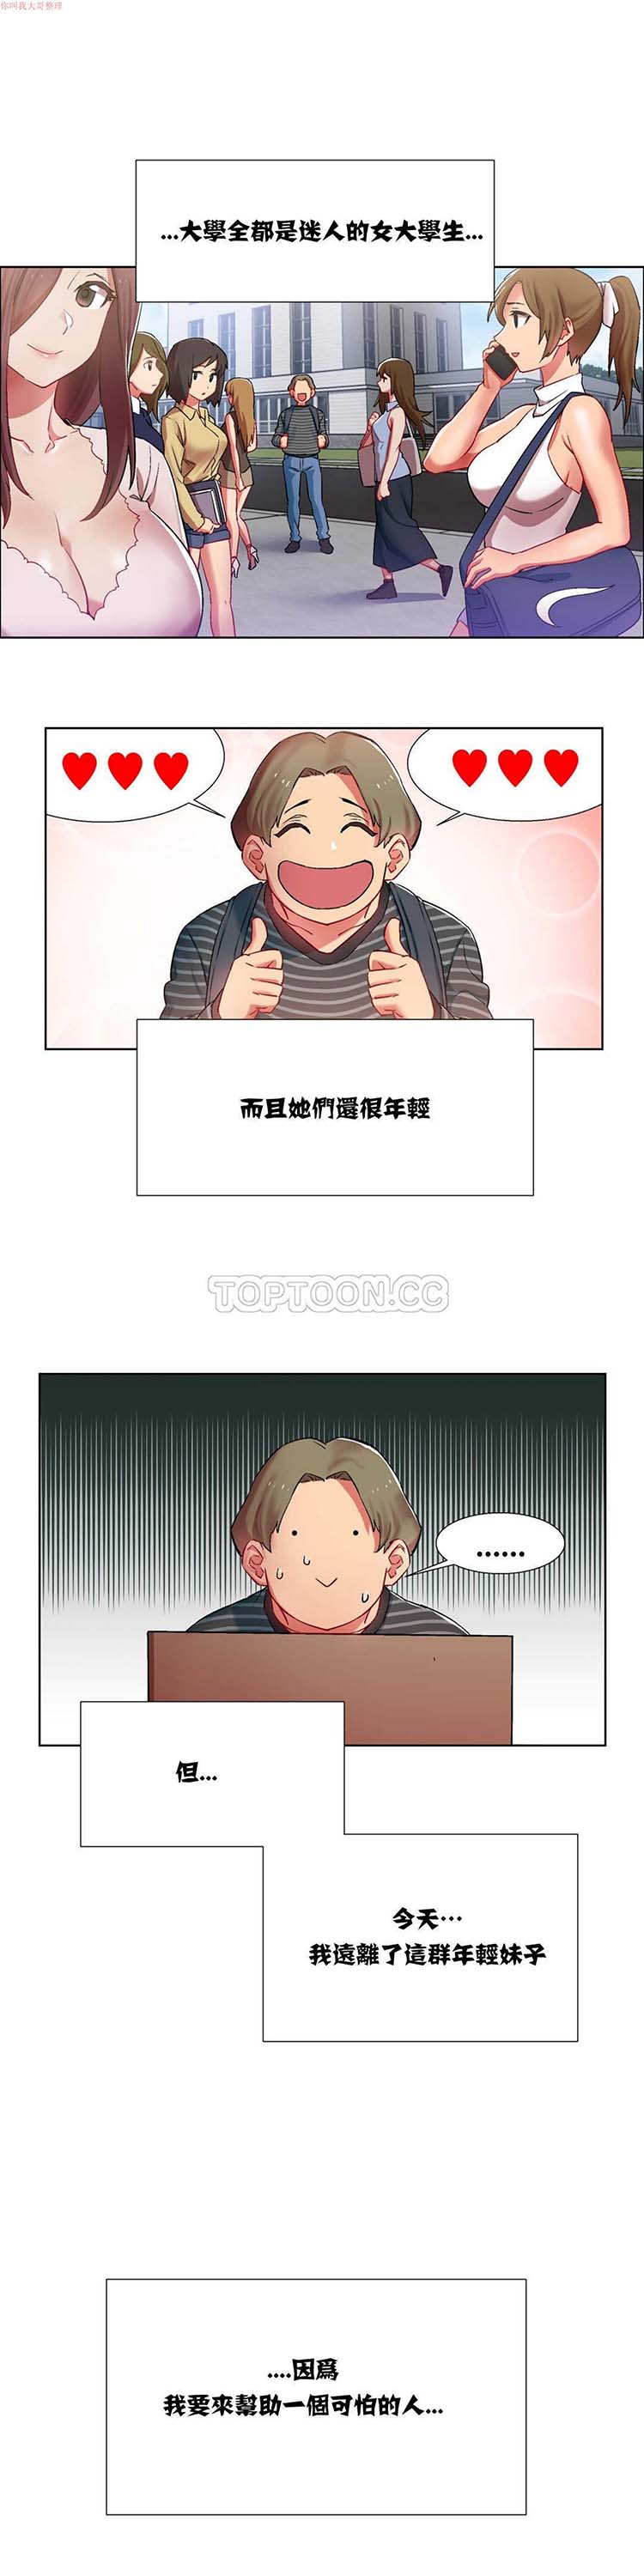 你叫我大哥整理
...大學全都是迷人的女大學生...
而且她們還很年輕
TOPTOON.CC
......
但...
今天...
我遠離了這群年輕妹子
....因爲
我要來幫助一個可怕的人...